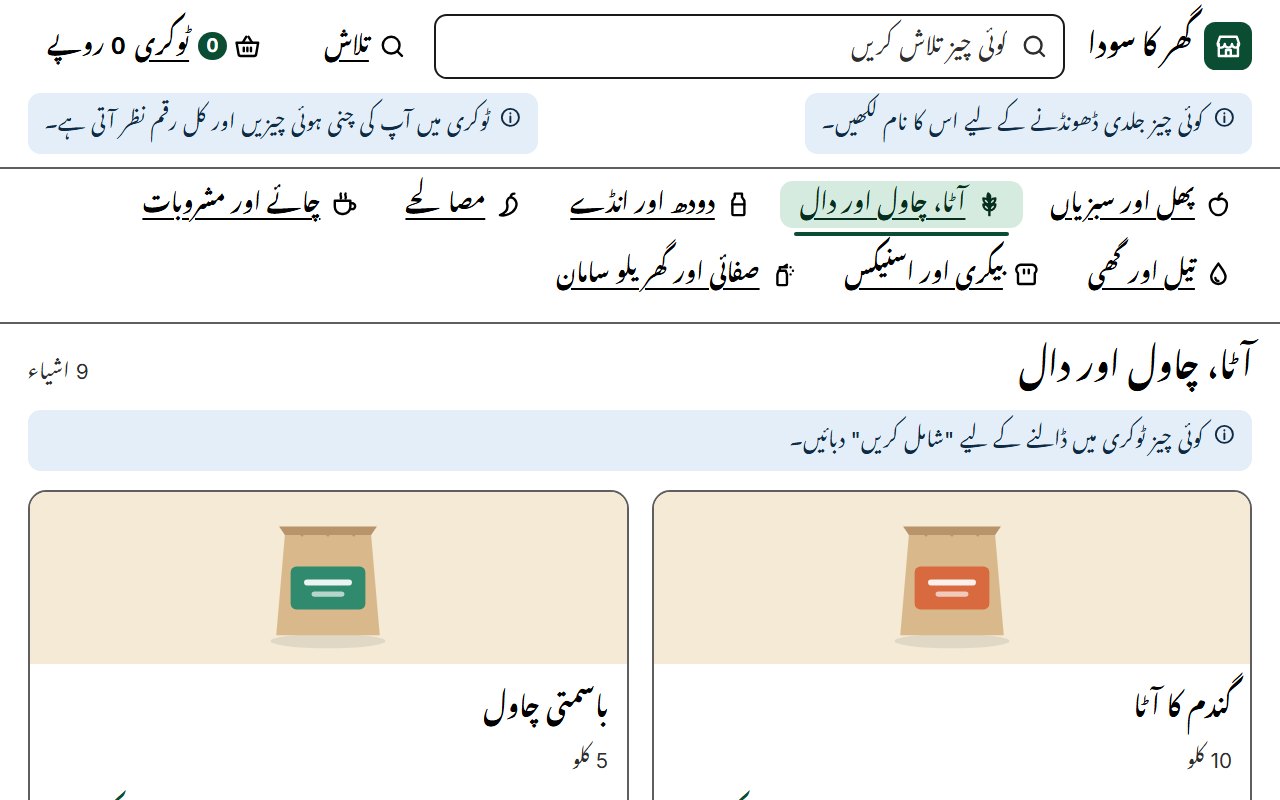 گھر کا سودا
کوئی چیز تلاش کریں
تلاش
0 ٹوکری 0 روپے
کوئی چیز جلدی ڈھونڈنے کے لیے اس کا نام لکھیں۔
ٹوکری میں آپ کی چنی ہوئی چیزیں اور کل رقم نظر آتی ہے۔
پھل اور سبزیاں
آٹا، چاول اور دال
دودھ اور انڈے
مصالحے
چائے اور مشروبات
تیل اور گھی
بیکری اور اسنیکس
صفائی اور گھریلو سامان
آٹا، چاول اور دال
9 اشیاء
کوئی چیز ٹوکری میں ڈالنے کے لیے "شامل کریں" دبائیں۔
گندم کا آٹا
10 کلو
باسمتی چاول
5 کلو